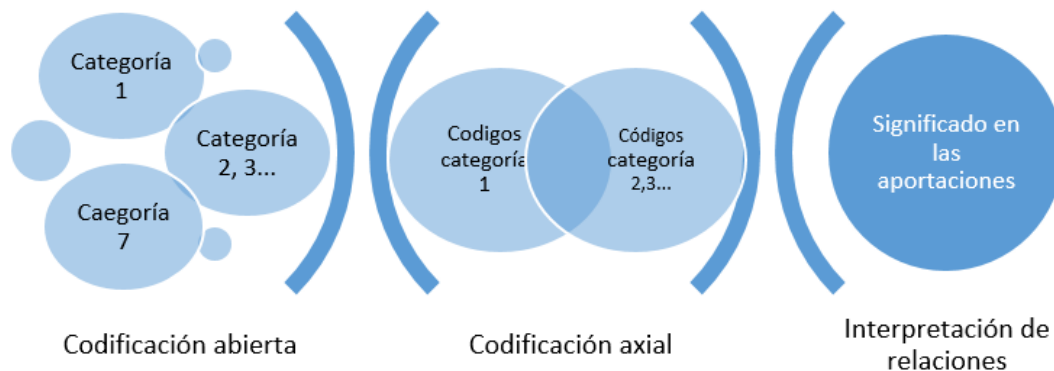 Categoría
1
Categoría
2, 3...
Caegoría
7
Codificación abierta
Codigos
categoría
1
Códigos
categoría
2,3...
Codificación axial
Significado en
las
aportaciones
Interpretación de
relaciones